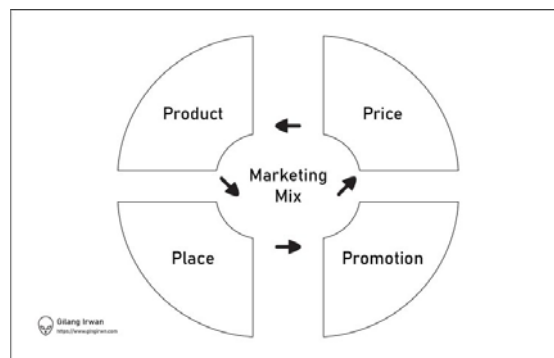 Product
Price
Marketing
Mix
Place
Promotion
Gilang Irwan